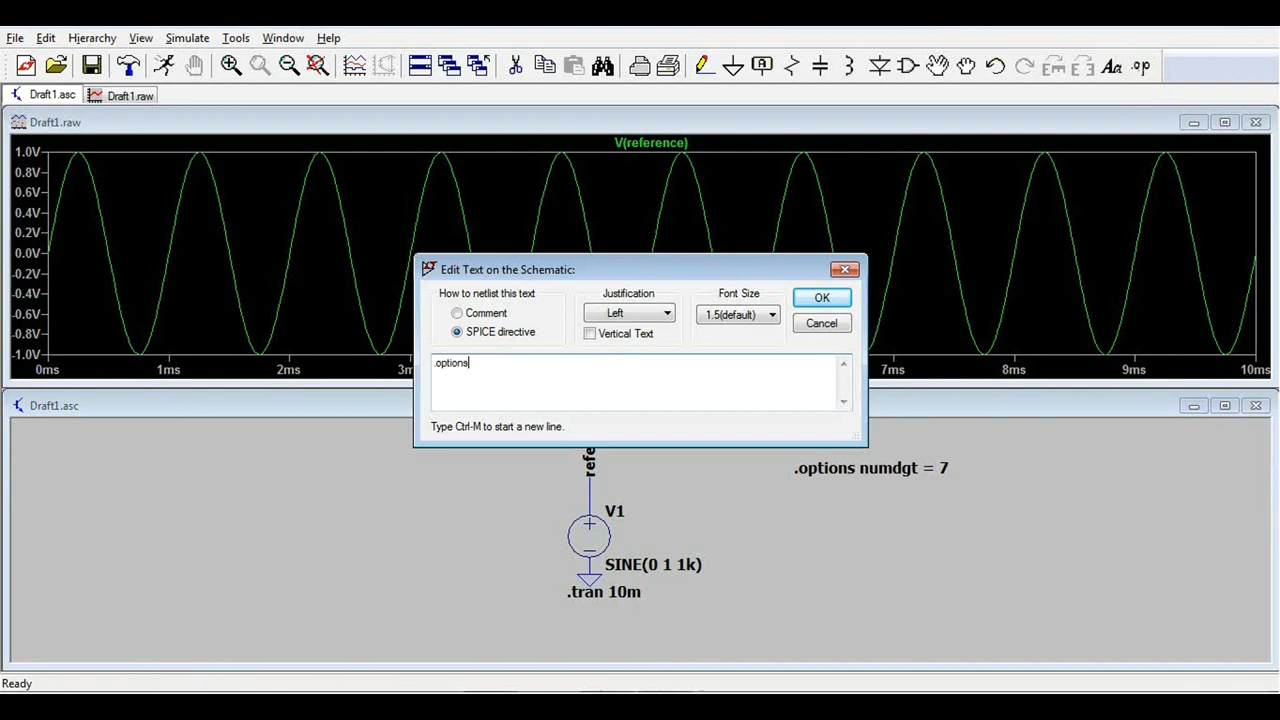 File Edit Hierarchy View Simulate Tools Window Help
Aa .op
Draft1.asc Draft1.raw
Draft1.raw
V(reference)
1.0V
0.8V
0.6V
0.4V
0.2V
0.0V
-0.2V
-0.4V
-0.6V
-0.8V
-1.0V
0ms 1ms 2ms 3m 7ms 8ms 9ms 10ms
Edit Text on the Schematic:
How to netlist this text
Comment
SPICE directive
Justification
Left
Vertical Text
Font Size
1.5(default)
OK
Cancel
.options
Type Ctrl-M to start a new line.
Draft1.asc
refe
.options numdgt = 7
V1
SINE(0 1 1k)
.tran 10m
Ready